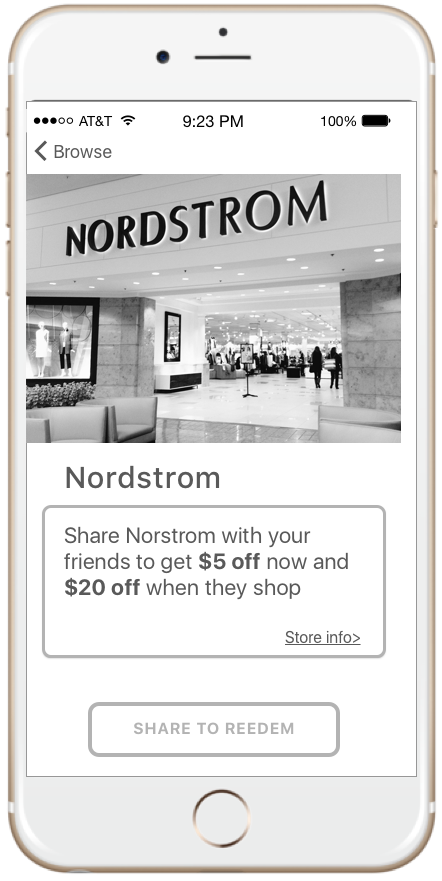 AT&T 9:23 PM 100%
Browse
NORDSTROM
Nordstrom
Share Norstrom with your
friends to get $5 off now and
$20 off when they shop
Store info>
SHARE TO REEDEM